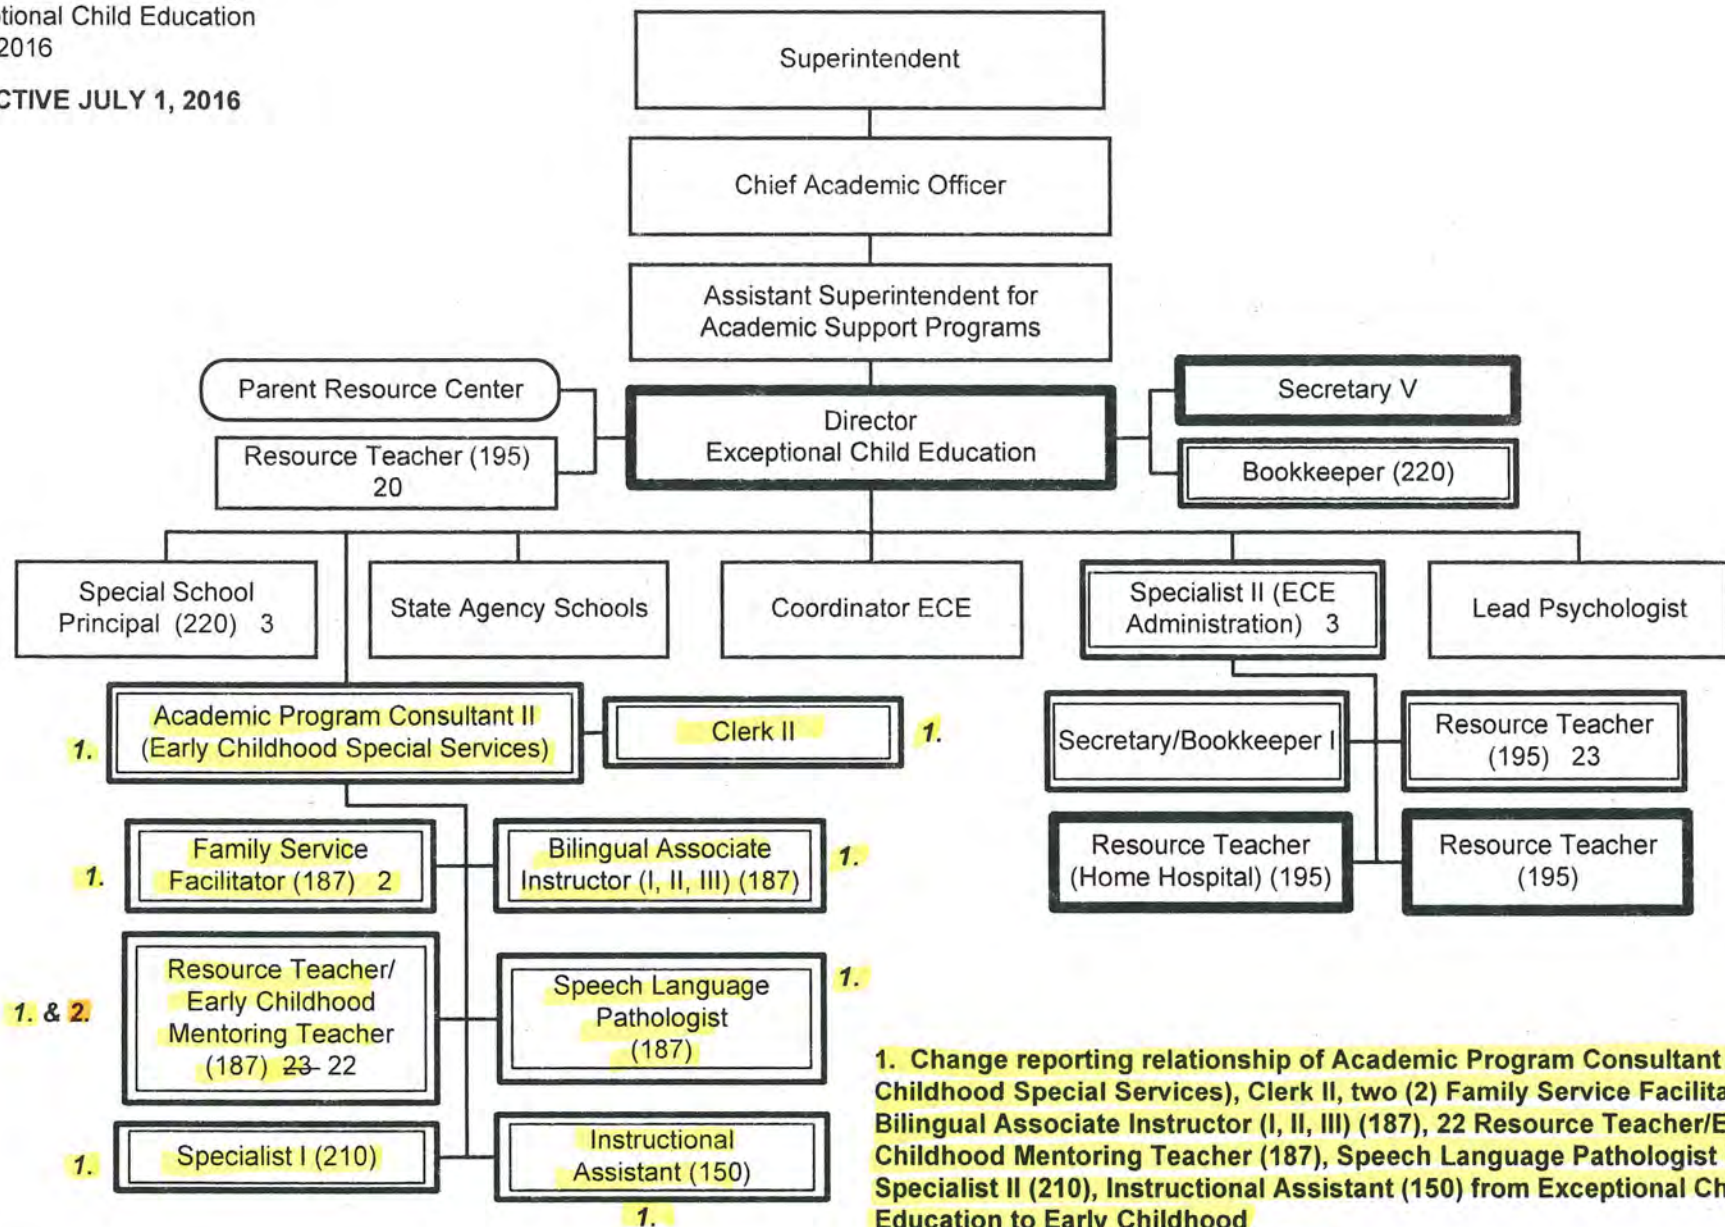 tional Child Education
2016
CTIVE JULY 1, 2016
Superintendent
Chief Academic Officer
Assistant Superintendent for
Academic Support Programs
Parent Resource Center
Resource Teacher (195)
20
Director
Exceptional Child Education
Secretary V
Bookkeeper (220)
Special School
Principal (220) 3
State Agency Schools
Coordinator ECE
Specialist II (ECE
Administration) 3
Lead Psychologist
1.
Academic Program Consultant II
(Early Childhood Special Services)
Clerk II
1.
Secretary/Bookkeeper I
Resource Teacher
(195) 23
Resource Teacher
(Home Hospital) (195)
Resource Teacher
(195)
1.
Family Service
Facilitator (187) 2
Bilingual Associate
Instructor (I, II, III) (187)
1.
1. & 2.
Resource Teacher/
Early Childhood
Mentoring Teacher
(187) 23 22
Speech Language
Pathologist
(187)
1.
1.
Specialist I (210)
Instructional
Assistant (150)
1.
1. Change reporting relationship of Academic Program Consultant
Childhood Special Services), Clerk II, two (2) Family Service Facilita
Bilingual Associate Instructor (I, II, III) (187), 22 Resource Teacher/E
Childhood Mentoring Teacher (187), Speech Language Pathologist
Specialist II (210), Instructional Assistant (150) from Exceptional Ch
Education to Early Childhood